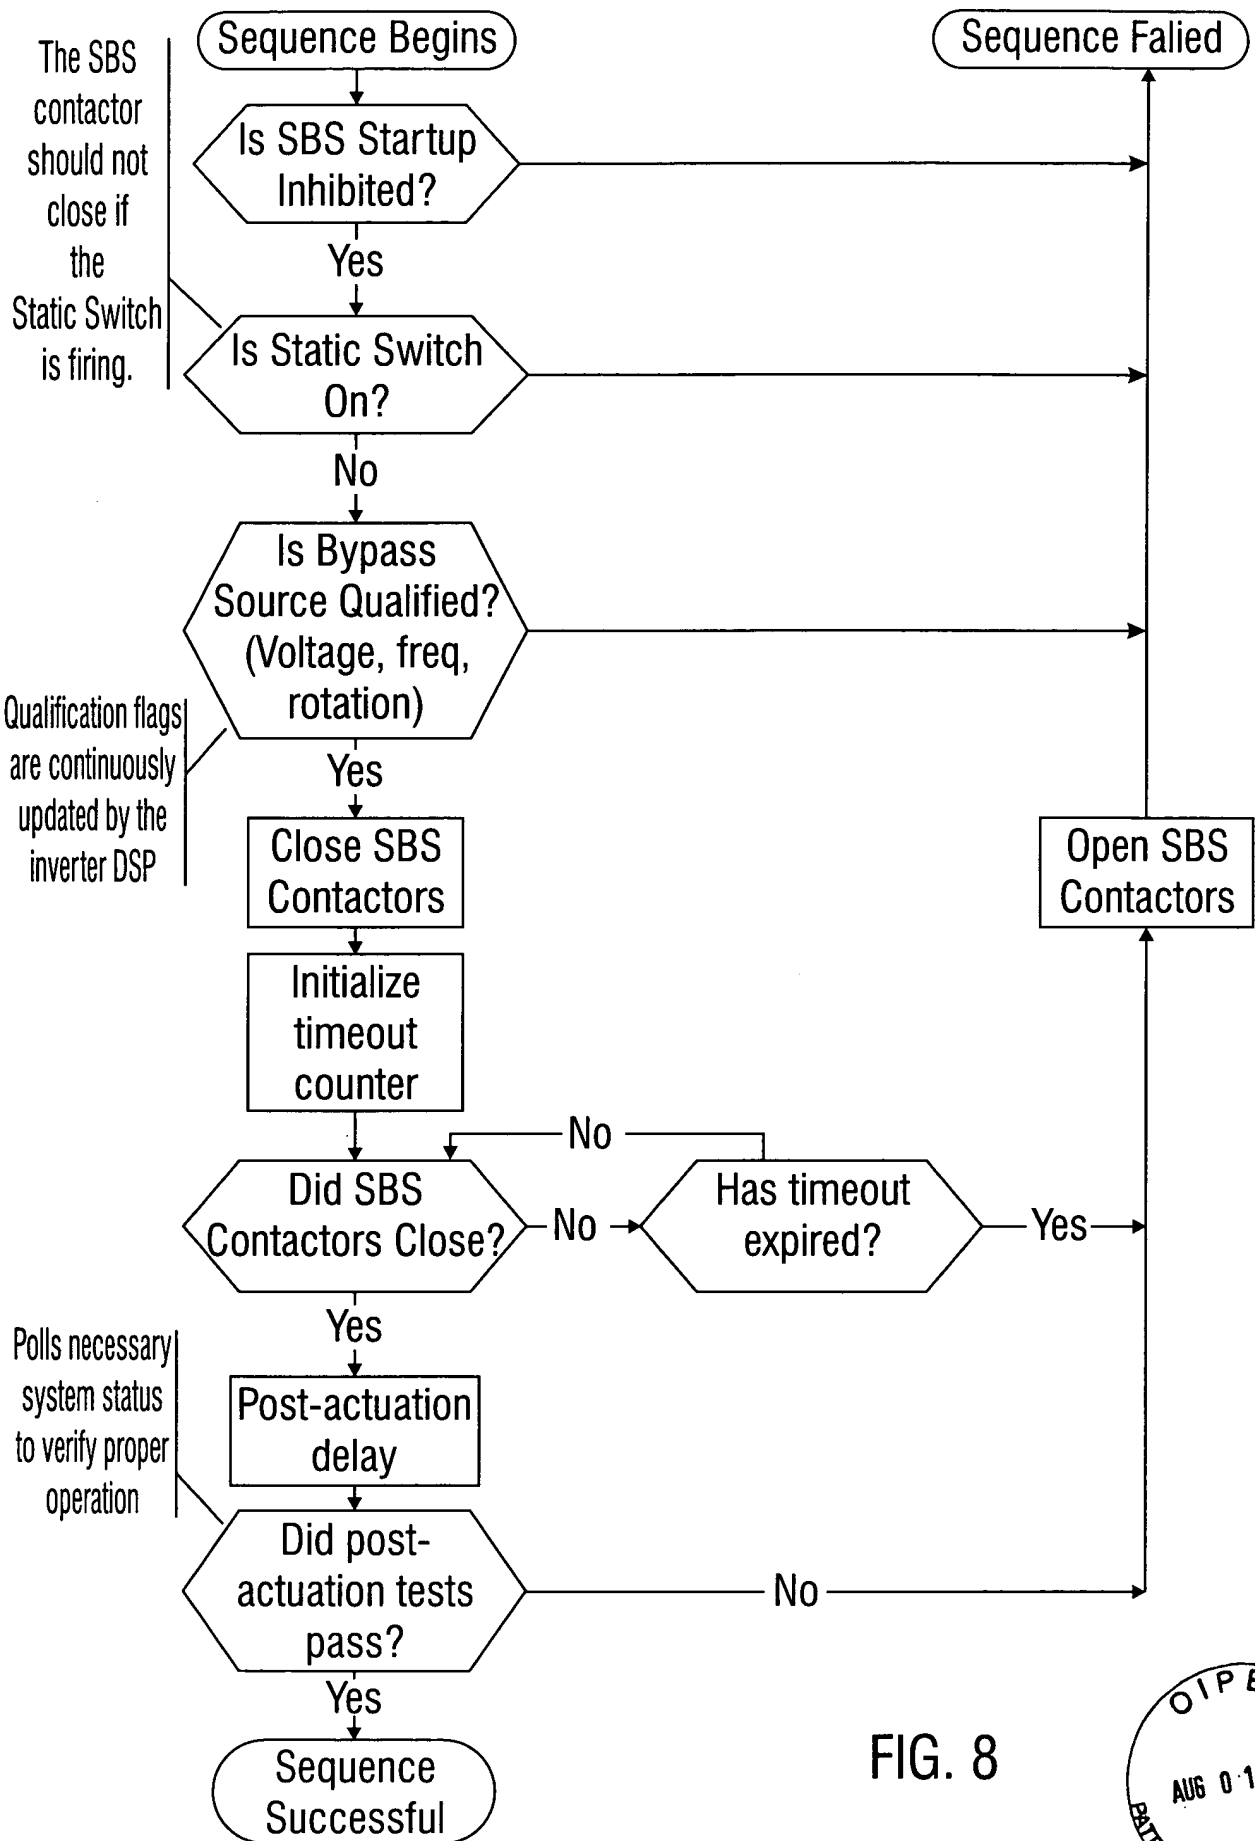 Sequence Begins
Sequence Falied
The SBS
contactor
should not
close if
the
Static Switch
is firing.
Is SBS Startup
Inhibited?
Yes
Is Static Switch
On?
No
Is Bypass
Source Qualified?
(Voltage, freq,
rotation)
Qualification flags
are continuously
updated by the
inverter DSP
Yes
Close SBS
Contactors
Open SBS
Contactors
Initialize
timeout
counter
No
Did SBS
Contactors Close?
No
Has timeout
expired?
Yes
Yes
Polls necessary
system status
to verify proper
operation
Post-actuation
delay
Did post-
actuation tests
pass?
No
Yes
Sequence
Successful
FIG. 8
OIPE
AUG 01